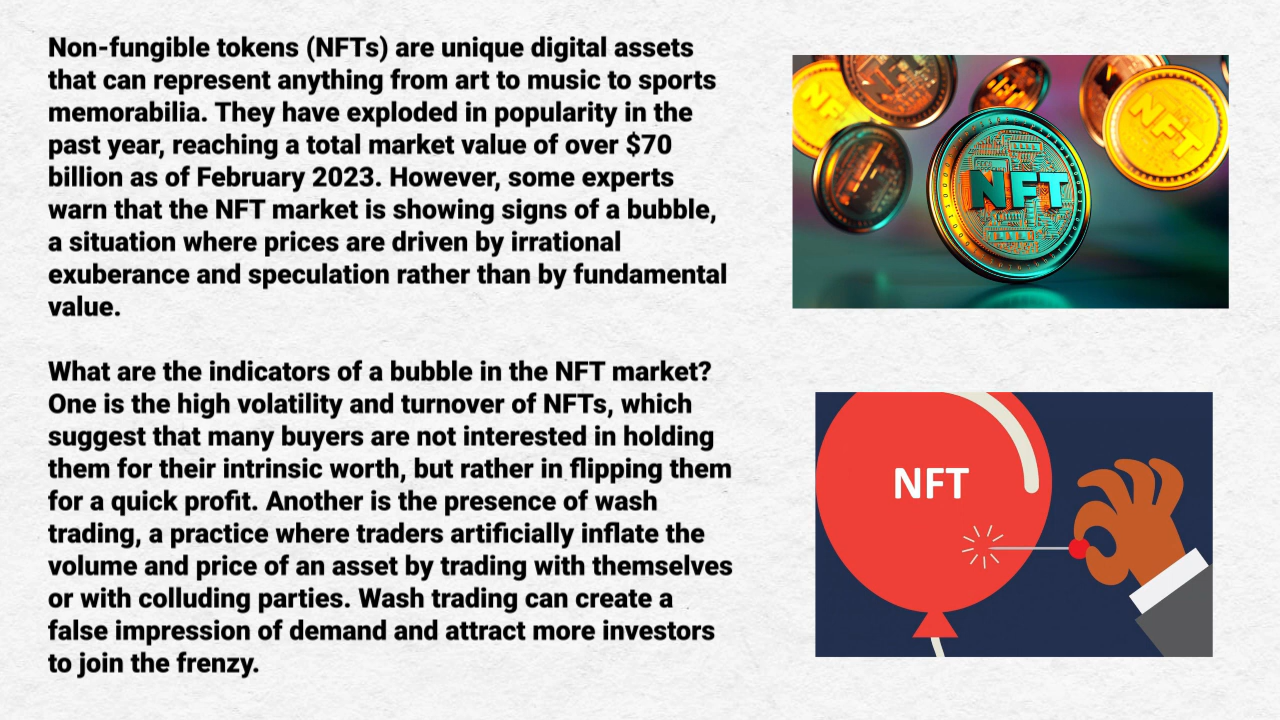 Non-fungible tokens (NFTs) are unique digital assets
that can represent anything from art to music to sports
memorabilia. They have exploded in popularity in the
past year, reaching a total market value of over $70
billion as of February 2023. However, some experts
warn that the NFT market is showing signs of a bubble,
a situation where prices are driven by irrational
exuberance and speculation rather than by fundamental
value.
What are the indicators of a bubble in the NFT market?
One is the high volatility and turnover of NFTs, which
suggest that many buyers are not interested in holding
them for their intrinsic worth, but rather in flipping them
for a quick profit. Another is the presence of wash
trading, a practice where traders artificially inflate the
volume and price of an asset by trading with themselves
or with colluding parties. Wash trading can create a
false impression of demand and attract more investors
to join the frenzy.
NFT
NFT
NFT
NFT